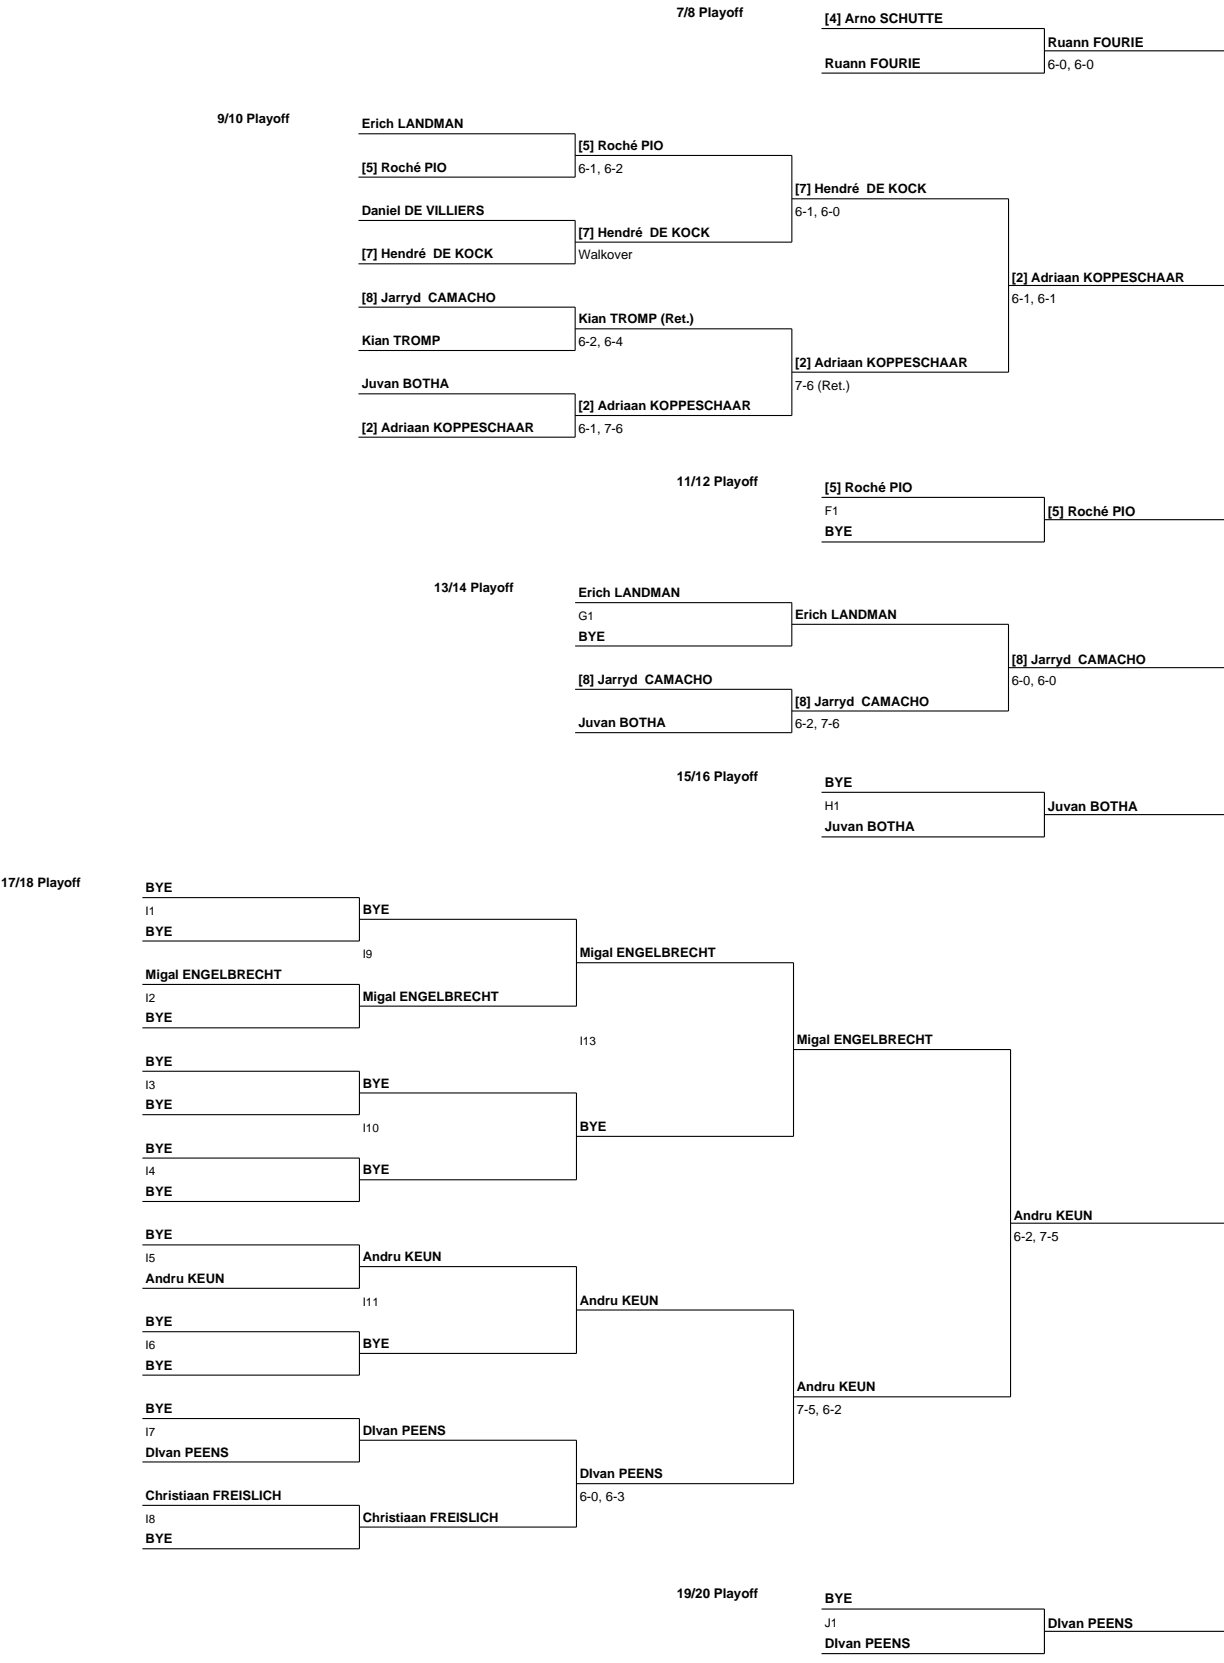 7/8 Playoff
[4] Arno SCHUTTE
Ruann FOURIE
Ruann FOURIE
6-0, 6-0
9/10 Playoff
Erich LANDMAN
[5] Roché PIO
[5] Roché PIO
6-1, 6-2
[7] Hendré DE KOCK
Daniel DE VILLIERS
6-1, 6-0
[7] Hendré DE KOCK
[7] Hendré DE KOCK
Walkover
[2] Adriaan KOPPESCHAAR
[8] Jarryd CAMACHO
6-1, 6-1
Kian TROMP (Ret.)
Kian TROMP
6-2, 6-4
[2] Adriaan KOPPESCHAAR
Juvan BOTHA
7-6 (Ret.)
[2] Adriaan KOPPESCHAAR
[2] Adriaan KOPPESCHAAR
6-1, 7-6
11/12 Playoff
[5] Roché PIO
F1
[5] Roché PIO
BYE
13/14 Playoff
Erich LANDMAN
G1
Erich LANDMAN
BYE
[8] Jarryd CAMACHO
[8] Jarryd CAMACHO
6-0, 6-0
[8] Jarryd CAMACHO
Juvan BOTHA
6-2, 7-6
15/16 Playoff
BYE
H1
Juvan BOTHA
Juvan BOTHA
17/18 Playoff
BYE
I1
BYE
BYE
I9
Migal ENGELBRECHT
Migal ENGELBRECHT
I2
Migal ENGELBRECHT
BYE
I13
Migal ENGELBRECHT
BYE
I3
BYE
BYE
I10
BYE
BYE
I4
BYE
BYE
Andru KEUN
6-2, 7-5
BYE
I5
Andru KEUN
Andru KEUN
I11
Andru KEUN
BYE
I6
BYE
BYE
Andru KEUN
7-5, 6-2
BYE
I7
DIvan PEENS
DIvan PEENS
DIvan PEENS
6-0, 6-3
Christiaan FREISLICH
I8
Christiaan FREISLICH
BYE
19/20 Playoff
BYE
J1
DIvan PEENS
DIvan PEENS